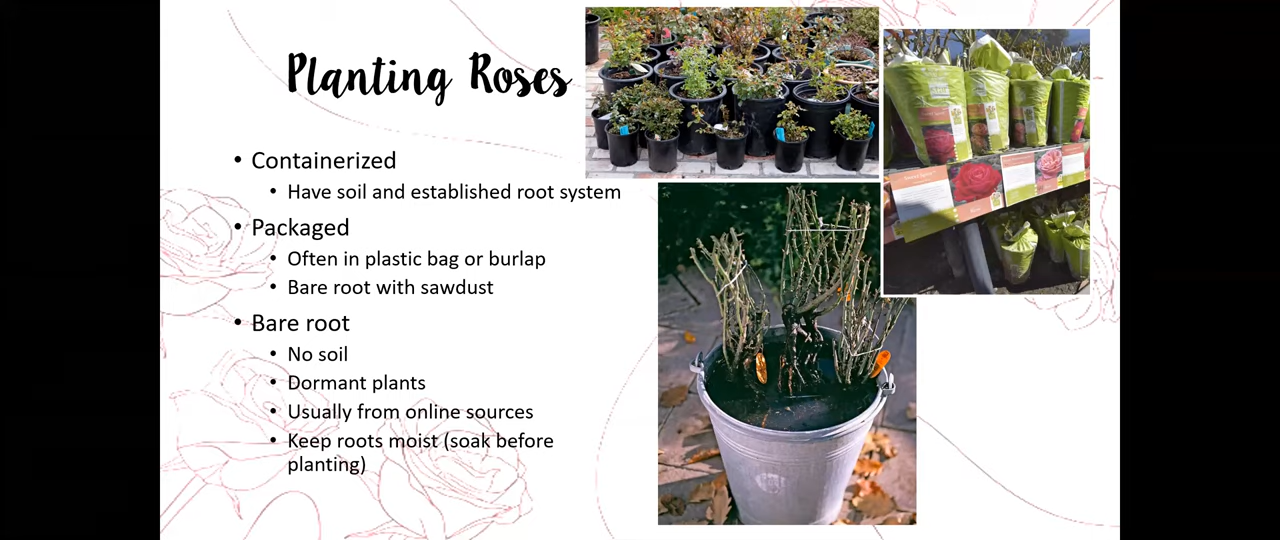 Planting Roses
• Containerized
• Have soil and established root system
• Packaged
• Often in plastic bag or burlap
• Bare root with sawdust
• Bare root
• No soil
• Dormant plants
• Usually from online sources
• Keep roots moist (soak before
planting)